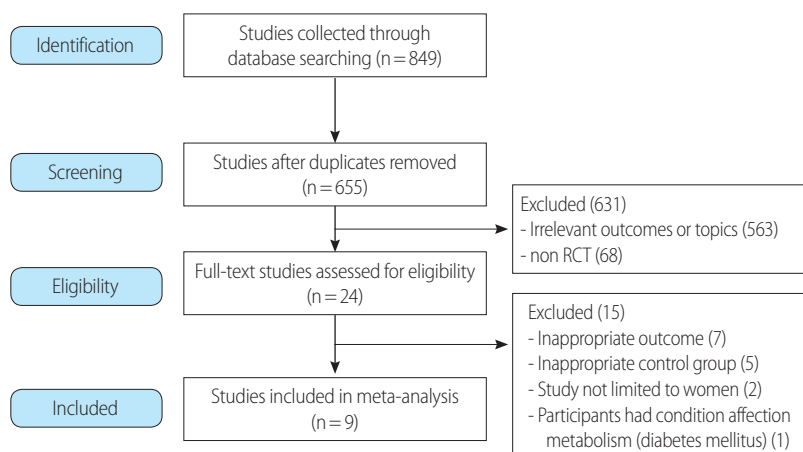 Identification
Studies collected through
database searching (n = 849)
Screening
Studies after duplicates removed
(n = 655)
Excluded (631)
- Irrelevant outcomes or topics (563)
- non RCT (68)
Eligibility
Full-text studies assessed for eligibility
(n = 24)
Excluded (15)
- Inappropriate outcome (7)
- Inappropriate control group (5)
- Study not limited to women (2)
- Participants had condition affection
metabolism (diabetes mellitus) (1)
Included
Studies included in meta-analysis
(n = 9)